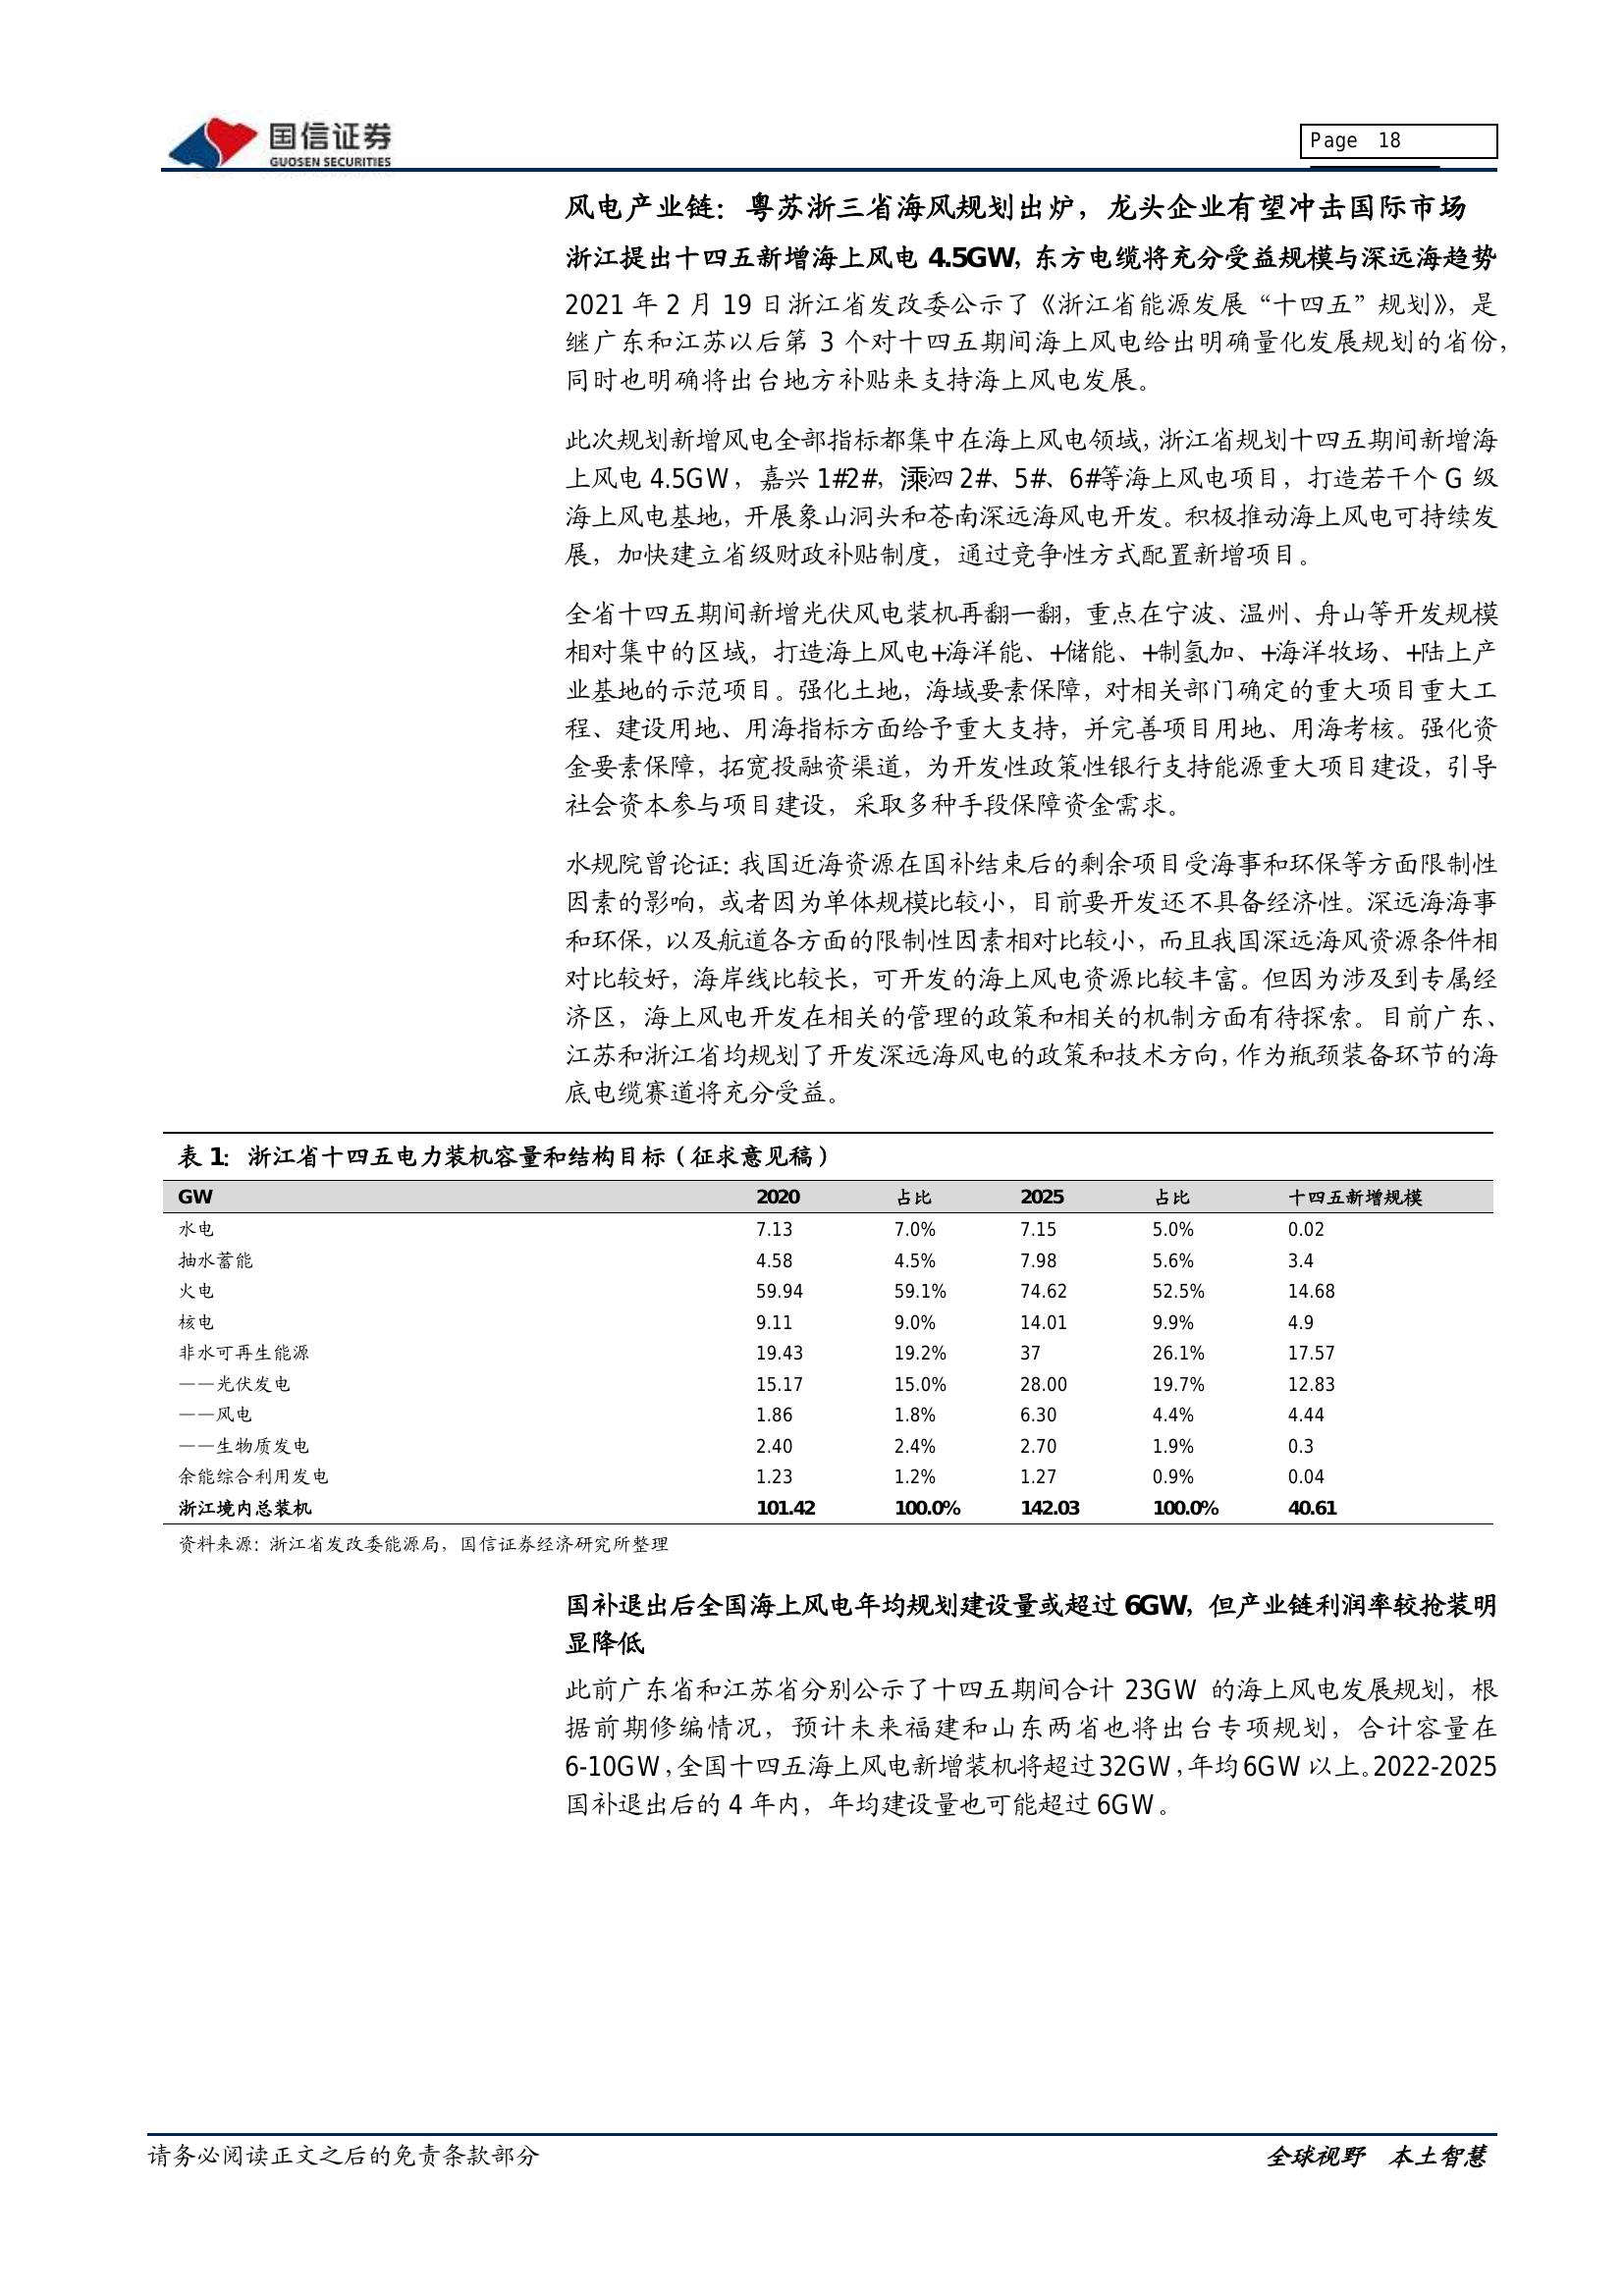 国信证券
GUOSEN SECURITIES
Page 18
风电产业链：粤苏浙三省海风规划出炉，龙头企业有望冲击国际市场
浙江提出十四五新增海上风电 4.5GW，东方电缆将充分受益规模与深远海趋势
2021 年 2 月 19 日浙江省发改委公示了《浙江省能源发展“十四五”规划》，是
继广东和江苏以后第 3 个对十四五期间海上风电给出明确量化发展规划的省份，
同时也明确将出台地方补贴来支持海上风电发展。
此次规划新增风电全部指标都集中在海上风电领域，浙江省规划十四五期间新增海
上风电 4.5GW，嘉兴 1#2#，溗泗 2#、5#、6#等海上风电项目，打造若干个 G 级
海上风电基地，开展象山洞头和苍南深远海风电开发。积极推动海上风电可持续发
展，加快建立省级财政补贴制度，通过竞争性方式配置新增项目。
全省十四五期间新增光伏风电装机再翻一翻，重点在宁波、温州、舟山等开发规模
相对集中的区域，打造海上风电+海洋能、+储能、+制氢加、+海洋牧场、+陆上产
业基地的示范项目。强化土地，海域要素保障，对相关部门确定的重大项目重大工
程、建设用地、用海指标方面给予重大支持，并完善项目用地、用海考核。强化资
金要素保障，拓宽投融资渠道，为开发性政策性银行支持能源重大项目建设，引导
社会资本参与项目建设，采取多种手段保障资金需求。
水规院曾论证：我国近海资源在国补结束后的剩余项目受海事和环保等方面限制性
因素的影响，或者因为单体规模比较小，目前要开发还不具备经济性。深远海海事
和环保，以及航道各方面的限制性因素相对比较小，而且我国深远海风资源条件相
对比较好，海岸线比较长，可开发的海上风电资源比较丰富。但因为涉及到专属经
济区，海上风电开发在相关的管理的政策和相关的机制方面有待探索。目前广东、
江苏和浙江省均规划了开发深远海风电的政策和技术方向，作为瓶颈装备环节的海
底电缆赛道将充分受益。
表 1：浙江省十四五电力装机容量和结构目标（征求意见稿）
GW 2020 占比 2025 占比 十四五新增规模
水电 7.13 7.0% 7.15 5.0% 0.02
抽水蓄能 4.58 4.5% 7.98 5.6% 3.4
火电 59.94 59.1% 74.62 52.5% 14.68
核电 9.11 9.0% 14.01 9.9% 4.9
非水可再生能源 19.43 19.2% 37 26.1% 17.57
——光伏发电 15.17 15.0% 28.00 19.7% 12.83
——风电 1.86 1.8% 6.30 4.4% 4.44
——生物质发电 2.40 2.4% 2.70 1.9% 0.3
余能综合利用发电 1.23 1.2% 1.27 0.9% 0.04
浙江境内总装机 101.42 100.0% 142.03 100.0% 40.61
资料来源：浙江省发改委能源局，国信证券经济研究所整理
国补退出后全国海上风电年均规划建设量或超过 6GW，但产业链利润率较抢装明
显降低
此前广东省和江苏省分别公示了十四五期间合计 23GW 的海上风电发展规划，根
据前期修编情况，预计未来福建和山东两省也将出台专项规划，合计容量在
6-10GW，全国十四五海上风电新增装机将超过32GW，年均6GW 以上。2022-2025
国补退出后的 4 年内，年均建设量也可能超过 6GW。
请务必阅读正文之后的免责条款部分
全球视野 本土智慧